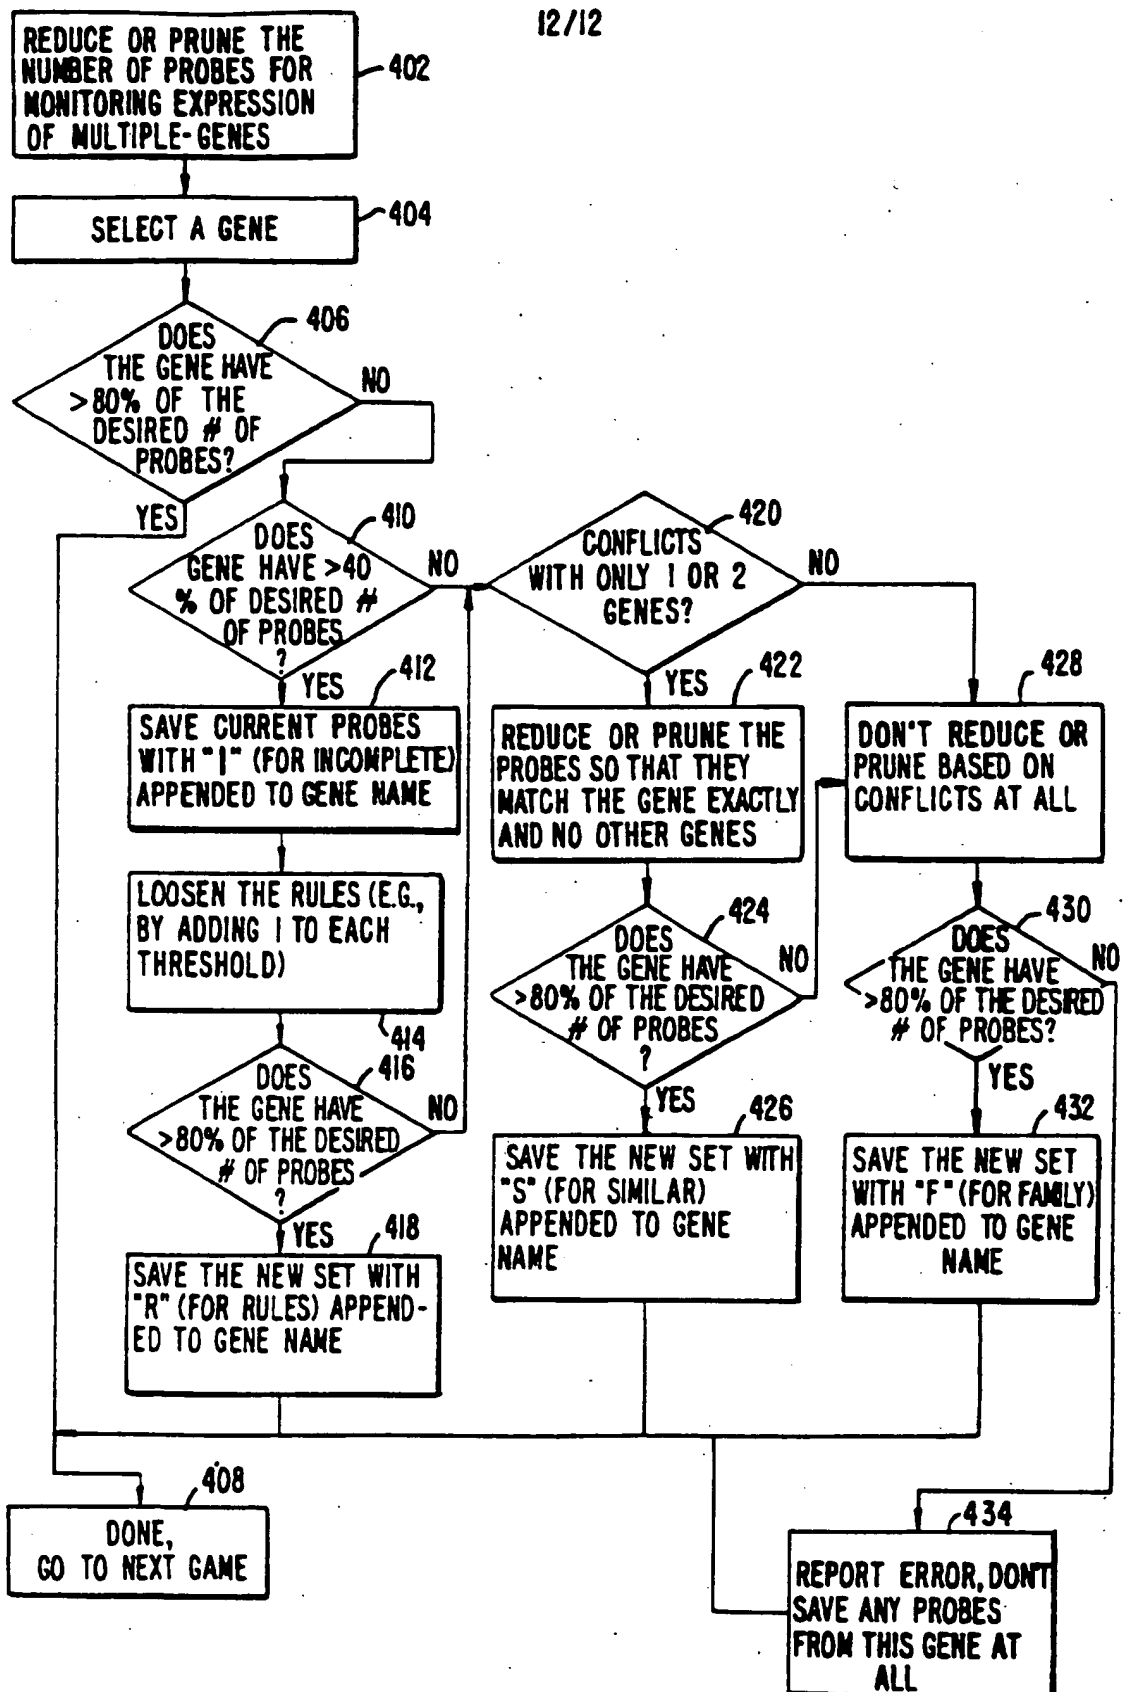 12/12
REDUCE OR PRUNE THE
NUMBER OF PROBES FOR
MONITORING EXPRESSION
OF MULTIPLE-GENES
402
SELECT A GENE
404
406
DOES
THE GENE HAVE
>80% OF THE
DESIRED # OF
PROBES?
NO
YES
410
DOES
GENE HAVE >40
% OF DESIRED #
OF PROBES
?
NO
YES
412
SAVE CURRENT PROBES
WITH "I" (FOR INCOMPLETE)
APPENDED TO GENE NAME
LOOSEN THE RULES (E.G.,
BY ADDING 1 TO EACH
THRESHOLD)
414
416
DOES
THE GENE HAVE
>80% OF THE DESIRED
# OF PROBES
?
NO
YES
418
SAVE THE NEW SET WITH
"R" (FOR RULES) APPEND-
ED TO GENE NAME
420
CONFLICTS
WITH ONLY 1 OR 2
GENES?
NO
YES
422
REDUCE OR PRUNE THE
PROBES SO THAT THEY
MATCH THE GENE EXACTLY
AND NO OTHER GENES
424
DOES
THE GENE HAVE
>80% OF THE DESIRED
# OF PROBES
?
NO
YES
426
SAVE THE NEW SET WITH
"S" (FOR SIMILAR)
APPENDED TO GENE
NAME
428
DON'T REDUCE OR
PRUNE BASED ON
CONFLICTS AT ALL
430
DOES
THE GENE HAVE
>80% OF THE DESIRED
# OF PROBES?
NO
YES
432
SAVE THE NEW SET
WITH "F" (FOR FAMILY)
APPENDED TO GENE
NAME
408
DONE,
GO TO NEXT GAME
434
REPORT ERROR, DON'T
SAVE ANY PROBES
FROM THIS GENE AT
ALL